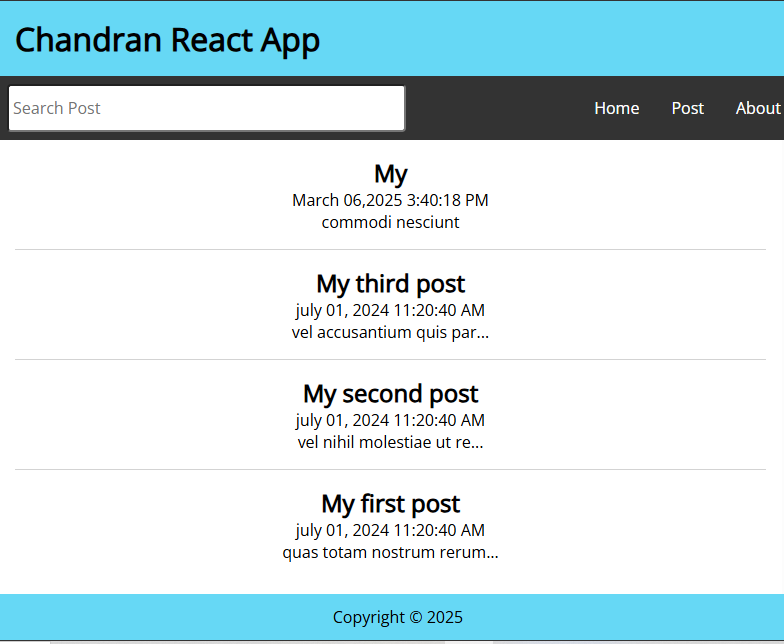 Chandran React App
Search Post
Home Post About
My
March 06,2025 3:40:18 PM
commodi nesciunt
My third post
july 01, 2024 11:20:40 AM
vel accusantium quis par...
My second post
july 01, 2024 11:20:40 AM
vel nihil molestiae ut re...
My first post
july 01, 2024 11:20:40 AM
quas totam nostrum rerum...
Copyright © 2025